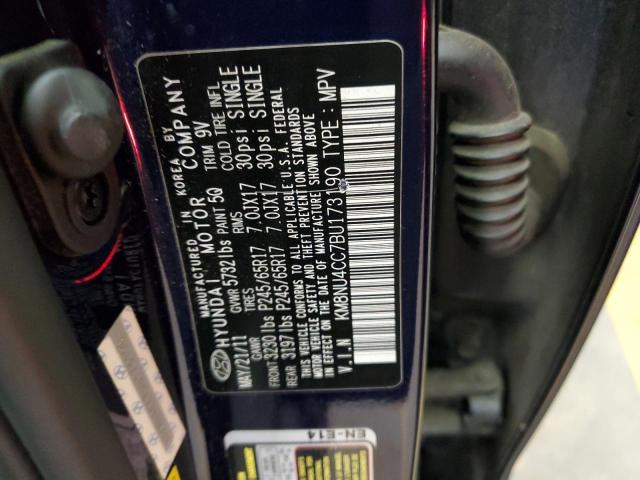 MANUFACTURED IN KOREA BY
HYUNDAI MOTOR COMPANY
MAY/21/11 GVWR 5732 lbs PAINT 5Q TRIM 9V
GAWR TIRES RIMS COLD TIRE INFL
FRONT 3230 lbs P245/65R17 7.0JX17 30psi SINGLE
REAR 3197 lbs P245/65R17 7.0JX17 30psi SINGLE
THIS VEHICLE CONFORMS TO ALL APPLICABLE U.S.A. FEDERAL
MOTOR VEHICLE SAFETY AND THEFT PREVENTION STANDARDS
IN EFFECT ON THE DATE OF MANUFACTURE SHOWN ABOVE
V.I.N KM8NU4CC7BU173190 TYPE: MPV
EN-E14